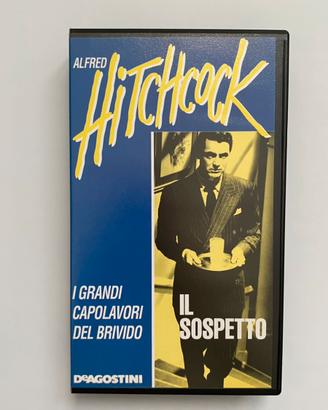 ALFRED
HITCHCOCK
I GRANDI
CAPOLAVORI
DEL BRIVIDO
IL
SOSPETTO
DeAGOSTINI